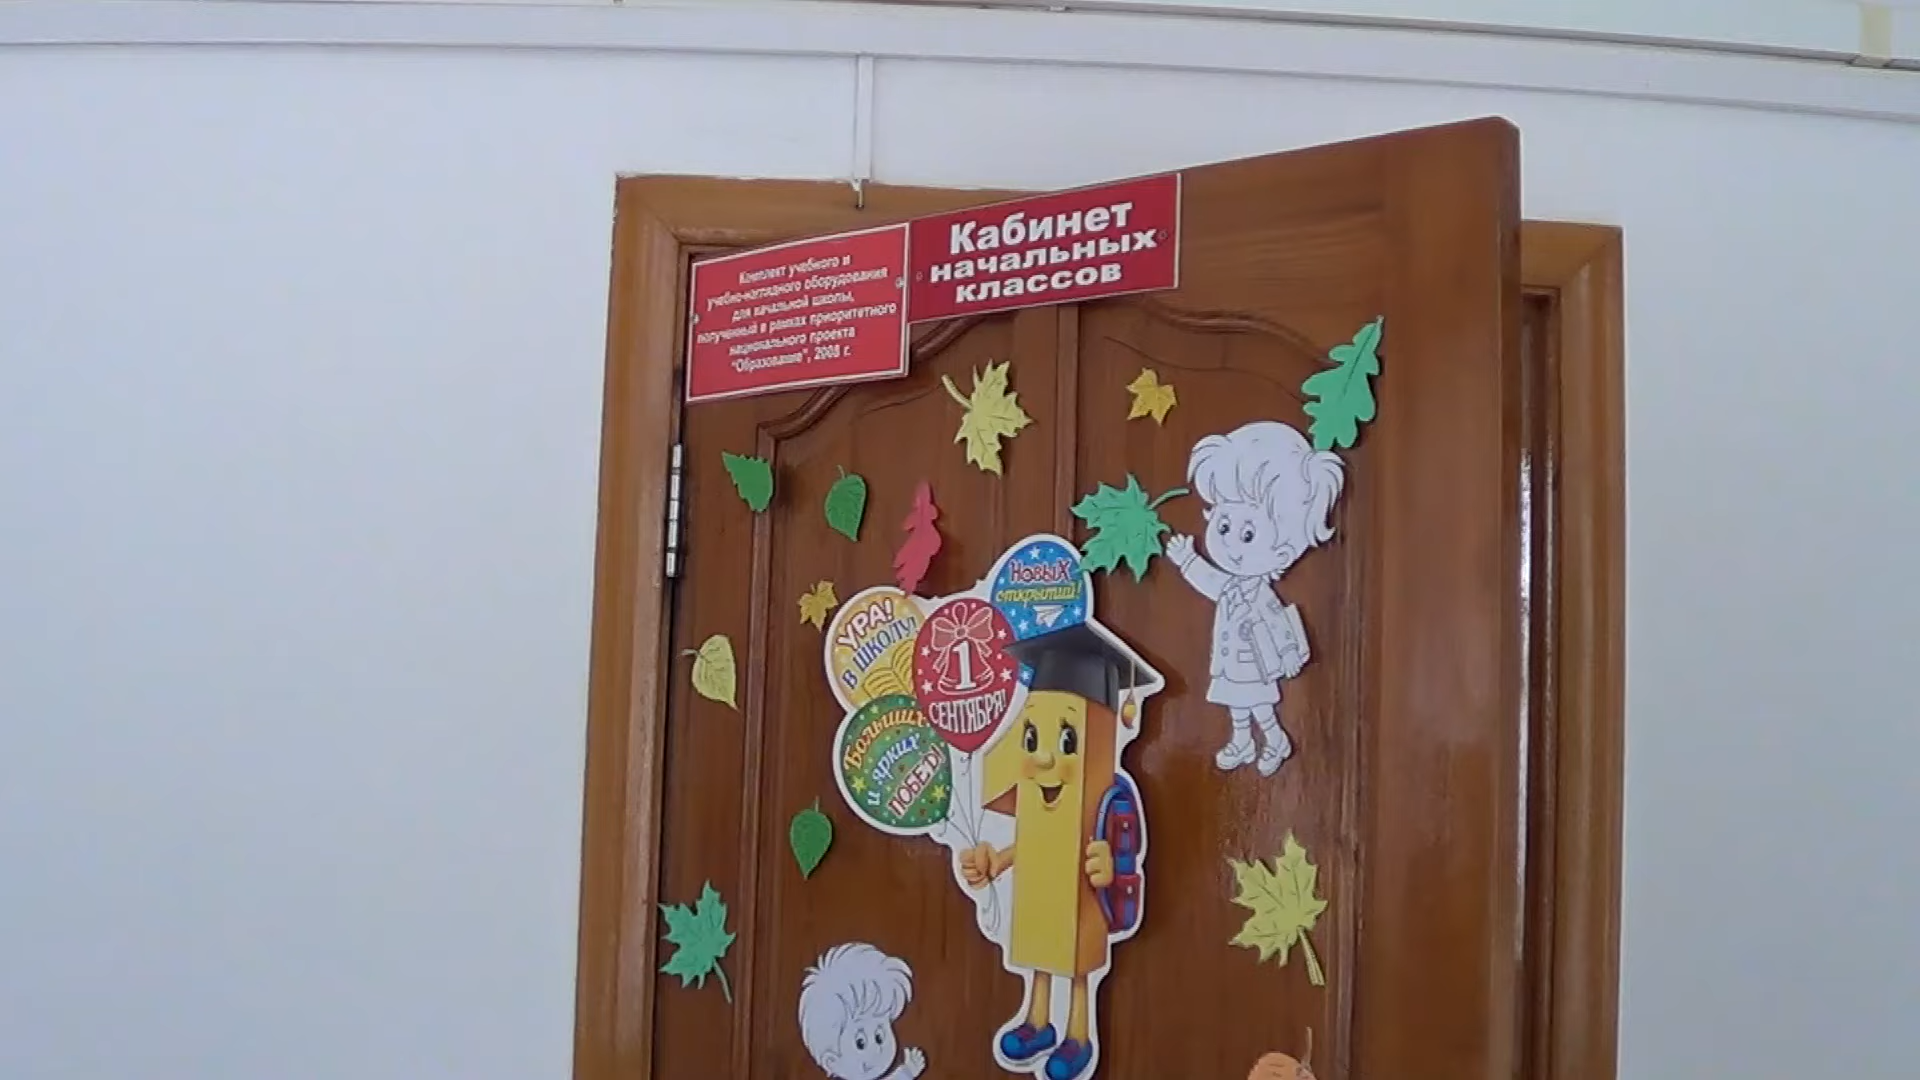 Комплект учебного и
учебно-наглядного оборудования
для начальной школы,
полученный в рамках приоритетного
национального проекта
"Образование", 2008 г.
Кабинет
начальных
классов
НОВЫХ
открытий!
УРА!
В ШКОЛУ!
1
СЕНТЯБРЯ!
Больших
и ярких
ПОБЕД!